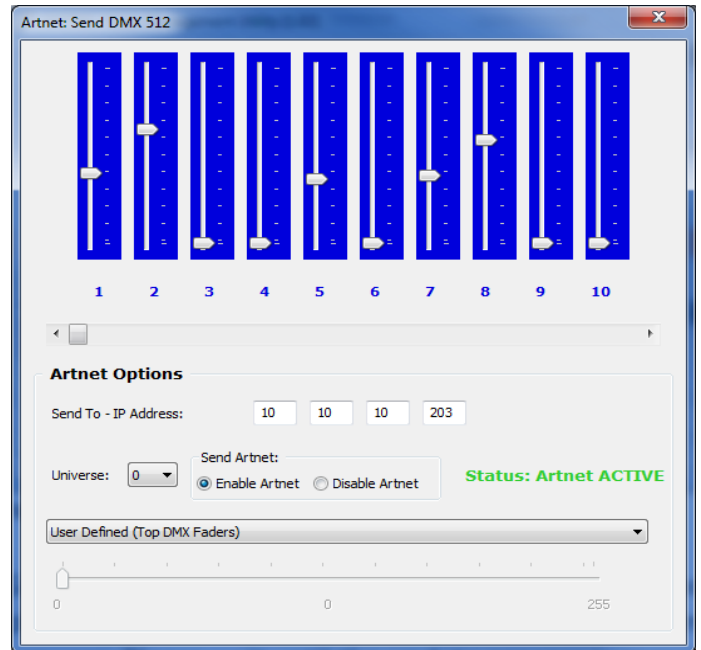 Artnet: Send DMX 512
1 2 3 4 5 6 7 8 9 10
Artnet Options
Send To - IP Address: 10 10 10 203
Send Artnet:
Universe: 0 Enable Artnet Disable Artnet Status: Artnet ACTIVE
User Defined (Top DMX Faders)
0 0 255